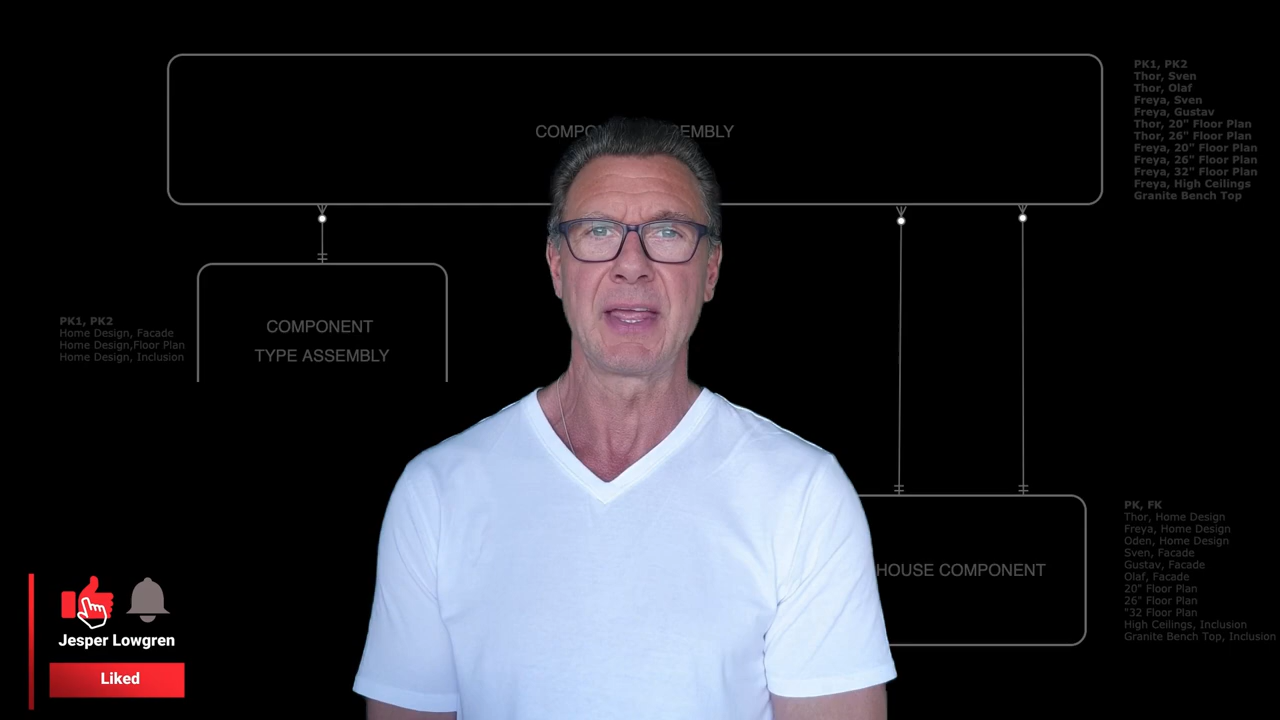 PK1, PK2
Thor, Sven
Thor, Olaf
Freya, Sven
Freya, Gustav
Thor, 20" Floor Plan
Thor, 26" Floor Plan
Freya, 20" Floor Plan
Freya, 26" Floor Plan
Freya, 32" Floor Plan
Freya, High Ceilings
Granite Bench Top
COMPO SEMBLY
PK1, PK2
Home Design, Facade
Home Design,Floor Plan
Home Design, Inclusion
COMPONENT
TYPE ASSEMBLY
HOUSE COMPONENT
PK, FK
Thor, Home Design
Freya, Home Design
Oden, Home Design
Sven, Facade
Gustav, Facade
Olaf, Facade
20" Floor Plan
26" Floor Plan
"32 Floor Plan
High Ceilings, Inclusion
Granite Bench Top, Inclusion
Jesper Lowgren
Liked